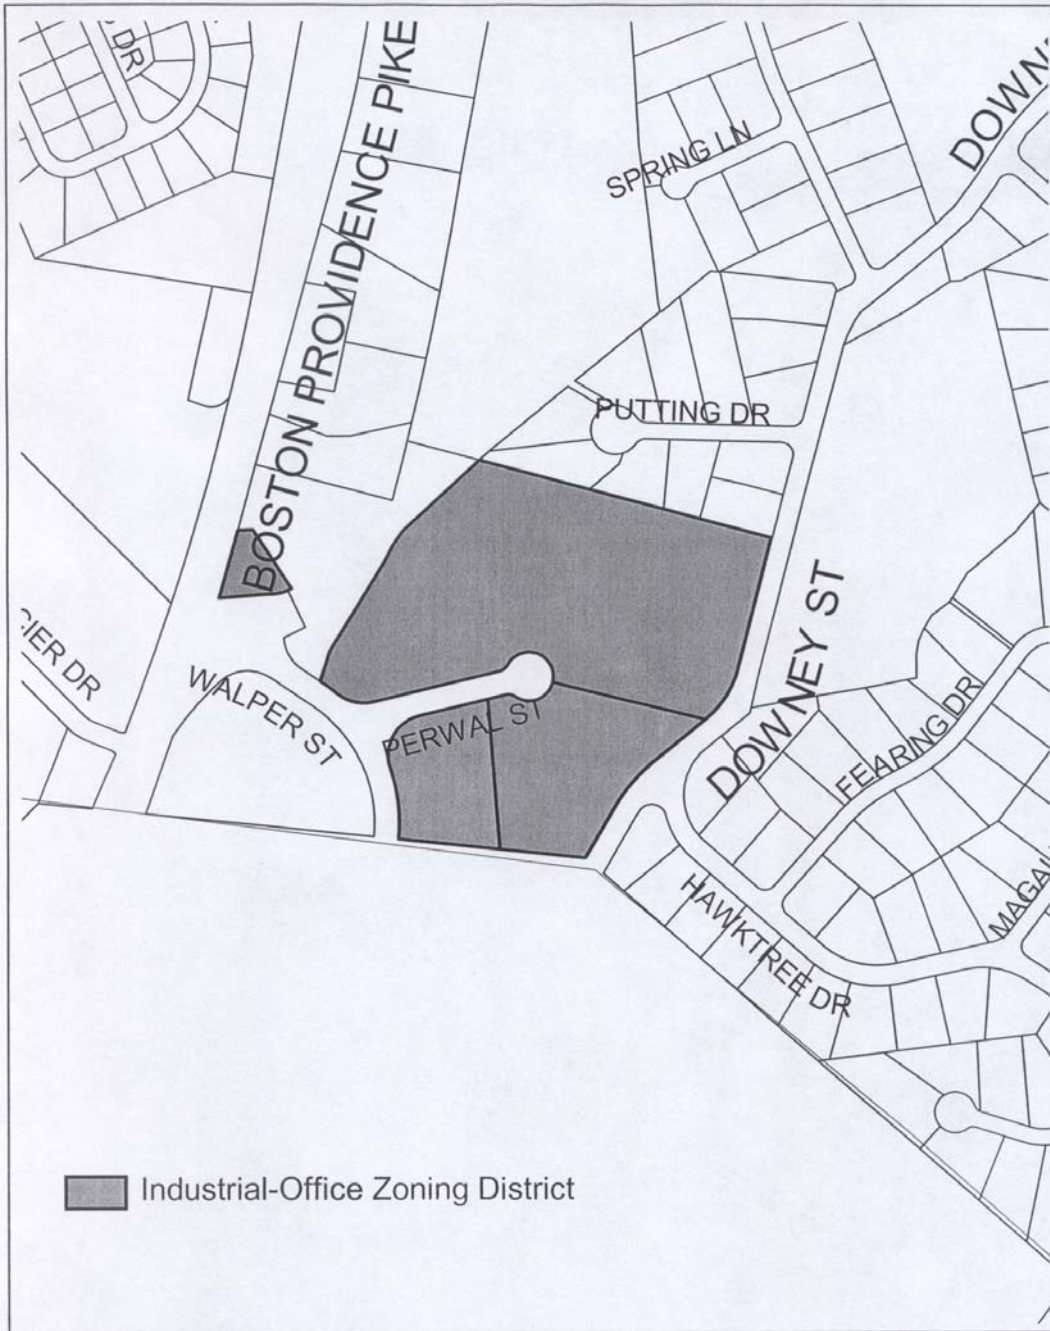 DR
BOSTON PROVIDENCE PIKE
SPRING LN
PUTTING DR
DOWNEY ST
WALPER ST
PERWAL ST
FEARING DR
HAWKTREE DR
Industrial-Office Zoning District